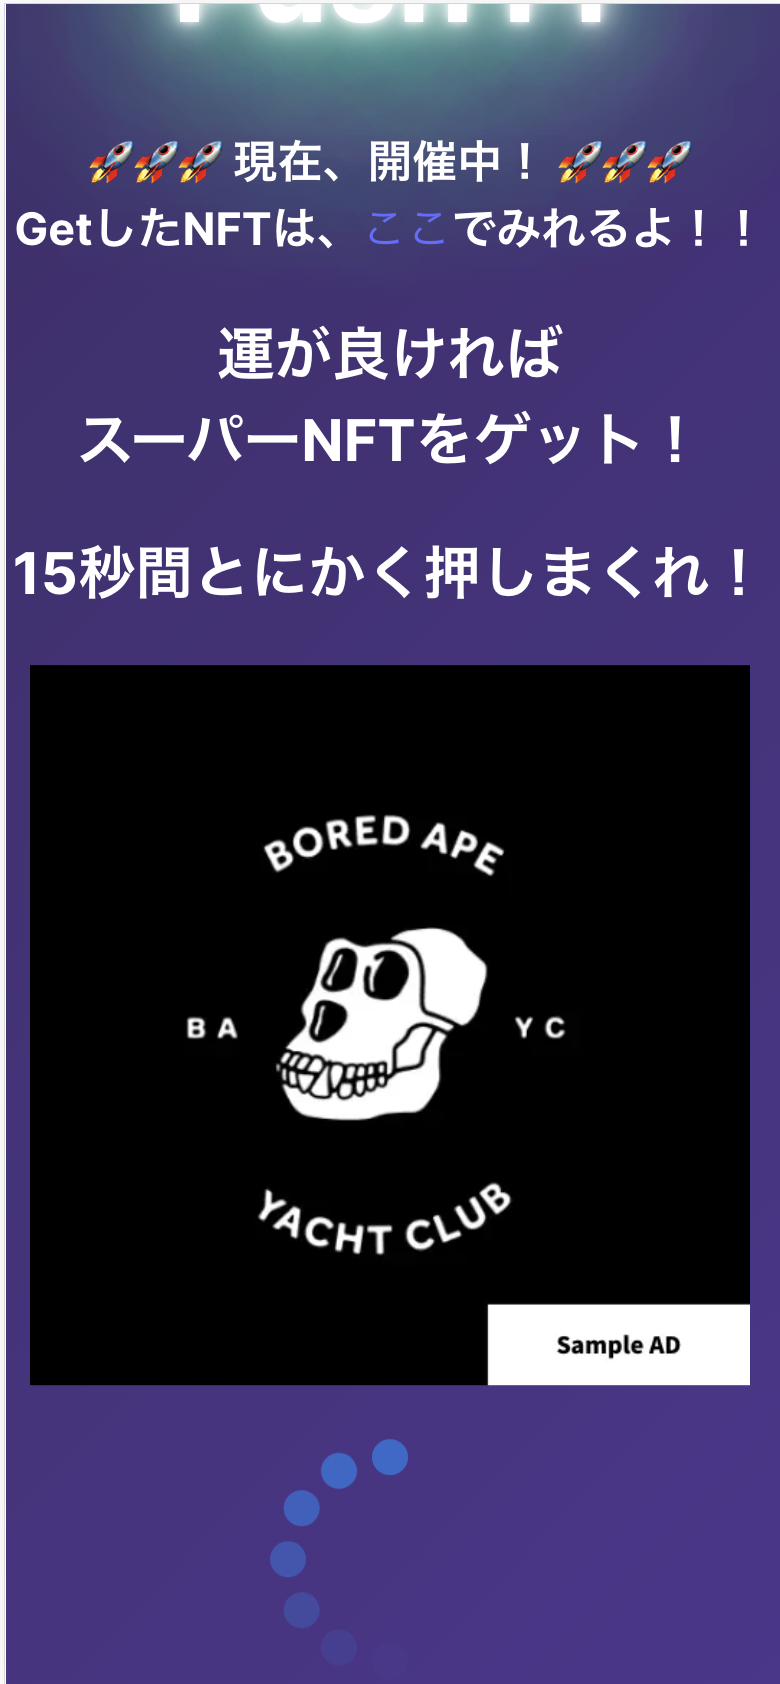 🚀🚀🚀 現在、開催中！ 🚀🚀🚀
GetしたNFTは、ここでみれるよ！！
運が良ければ
スーパーNFTをゲット！
15秒間とにかく押しまくれ！
BORED APE
BA YC
YACHT CLUB
Sample AD